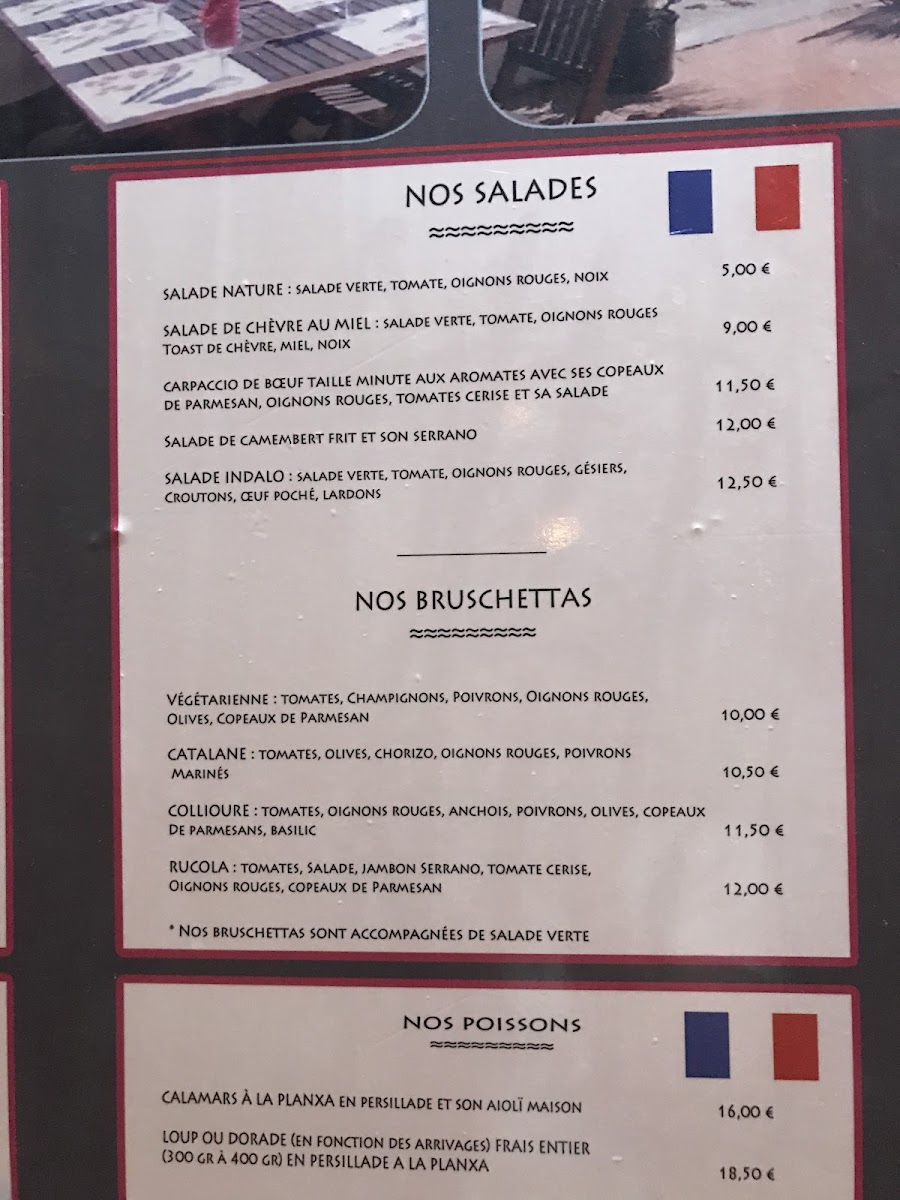 NOS SALADES
≈≈≈≈≈≈≈≈≈
SALADE NATURE : SALADE VERTE, TOMATE, OIGNONS ROUGES, NOIX 5,00 €
SALADE DE CHÈVRE AU MIEL : SALADE VERTE, TOMATE, OIGNONS ROUGES
TOAST DE CHÈVRE, MIEL, NOIX 9,00 €
CARPACCIO DE BŒUF TAILLE MINUTE AUX AROMATES AVEC SES COPEAUX
DE PARMESAN, OIGNONS ROUGES, TOMATES CERISE ET SA SALADE 11,50 €
SALADE DE CAMEMBERT FRIT ET SON SERRANO 12,00 €
SALADE INDALO : SALADE VERTE, TOMATE, OIGNONS ROUGES, GÉSIERS,
CROUTONS, ŒUF POCHÉ, LARDONS 12,50 €
NOS BRUSCHETTAS
≈≈≈≈≈≈≈≈≈
VÉGÉTARIENNE : TOMATES, CHAMPIGNONS, POIVRONS, OIGNONS ROUGES,
OLIVES, COPEAUX DE PARMESAN 10,00 €
CATALANE : TOMATES, OLIVES, CHORIZO, OIGNONS ROUGES, POIVRONS
MARINÉS 10,50 €
COLLIOURE : TOMATES, OIGNONS ROUGES, ANCHOIS, POIVRONS, OLIVES, COPEAUX
DE PARMESANS, BASILIC 11,50 €
RUCOLA : TOMATES, SALADE, JAMBON SERRANO, TOMATE CERISE,
OIGNONS ROUGES, COPEAUX DE PARMESAN 12,00 €
* NOS BRUSCHETTAS SONT ACCOMPAGNÉES DE SALADE VERTE
NOS POISSONS
≈≈≈≈≈≈≈≈≈
CALAMARS À LA PLANXA EN PERSILLADE ET SON AIOLÏ MAISON 16,00 €
LOUP OU DORADE (EN FONCTION DES ARRIVAGES) FRAIS ENTIER
(300 GR À 400 GR) EN PERSILLADE A LA PLANXA 18,50 €